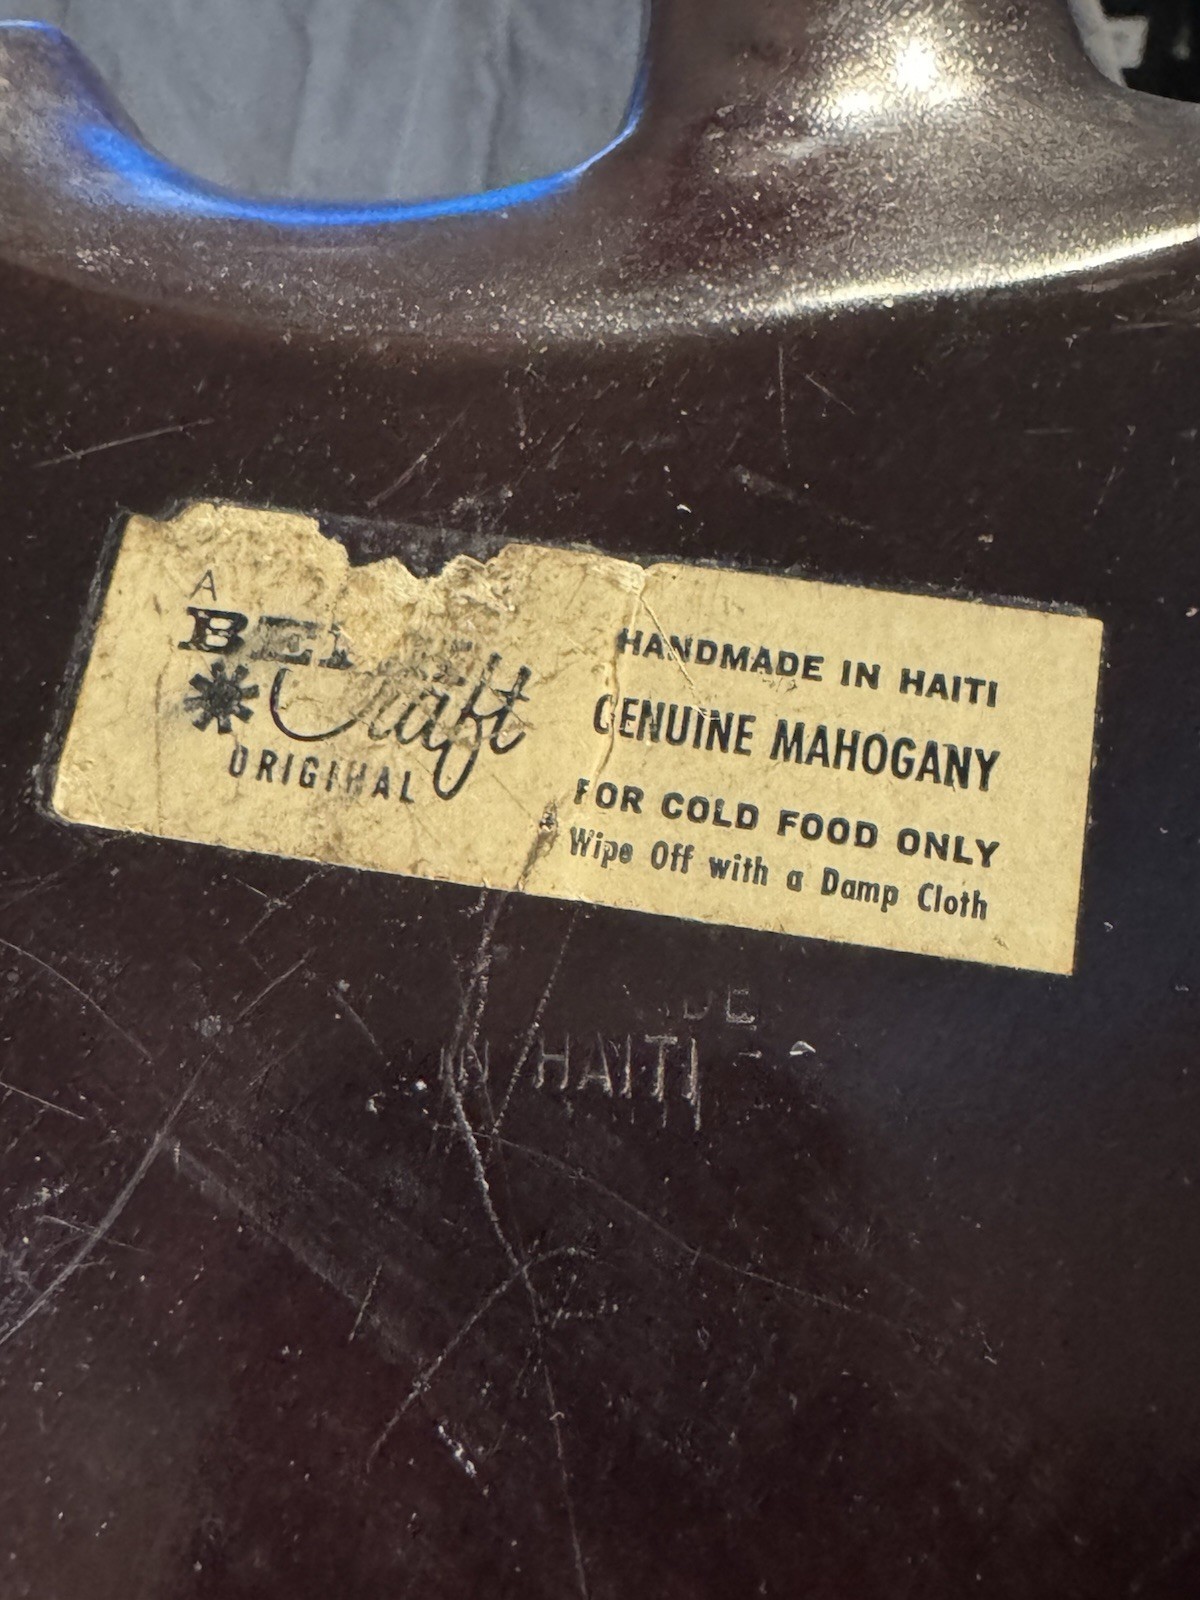 A
Craft
ORIGINAL
HANDMADE IN HAITI
GENUINE MAHOGANY
FOR COLD FOOD ONLY
Wipe Off with a Damp Cloth
IN HAITI